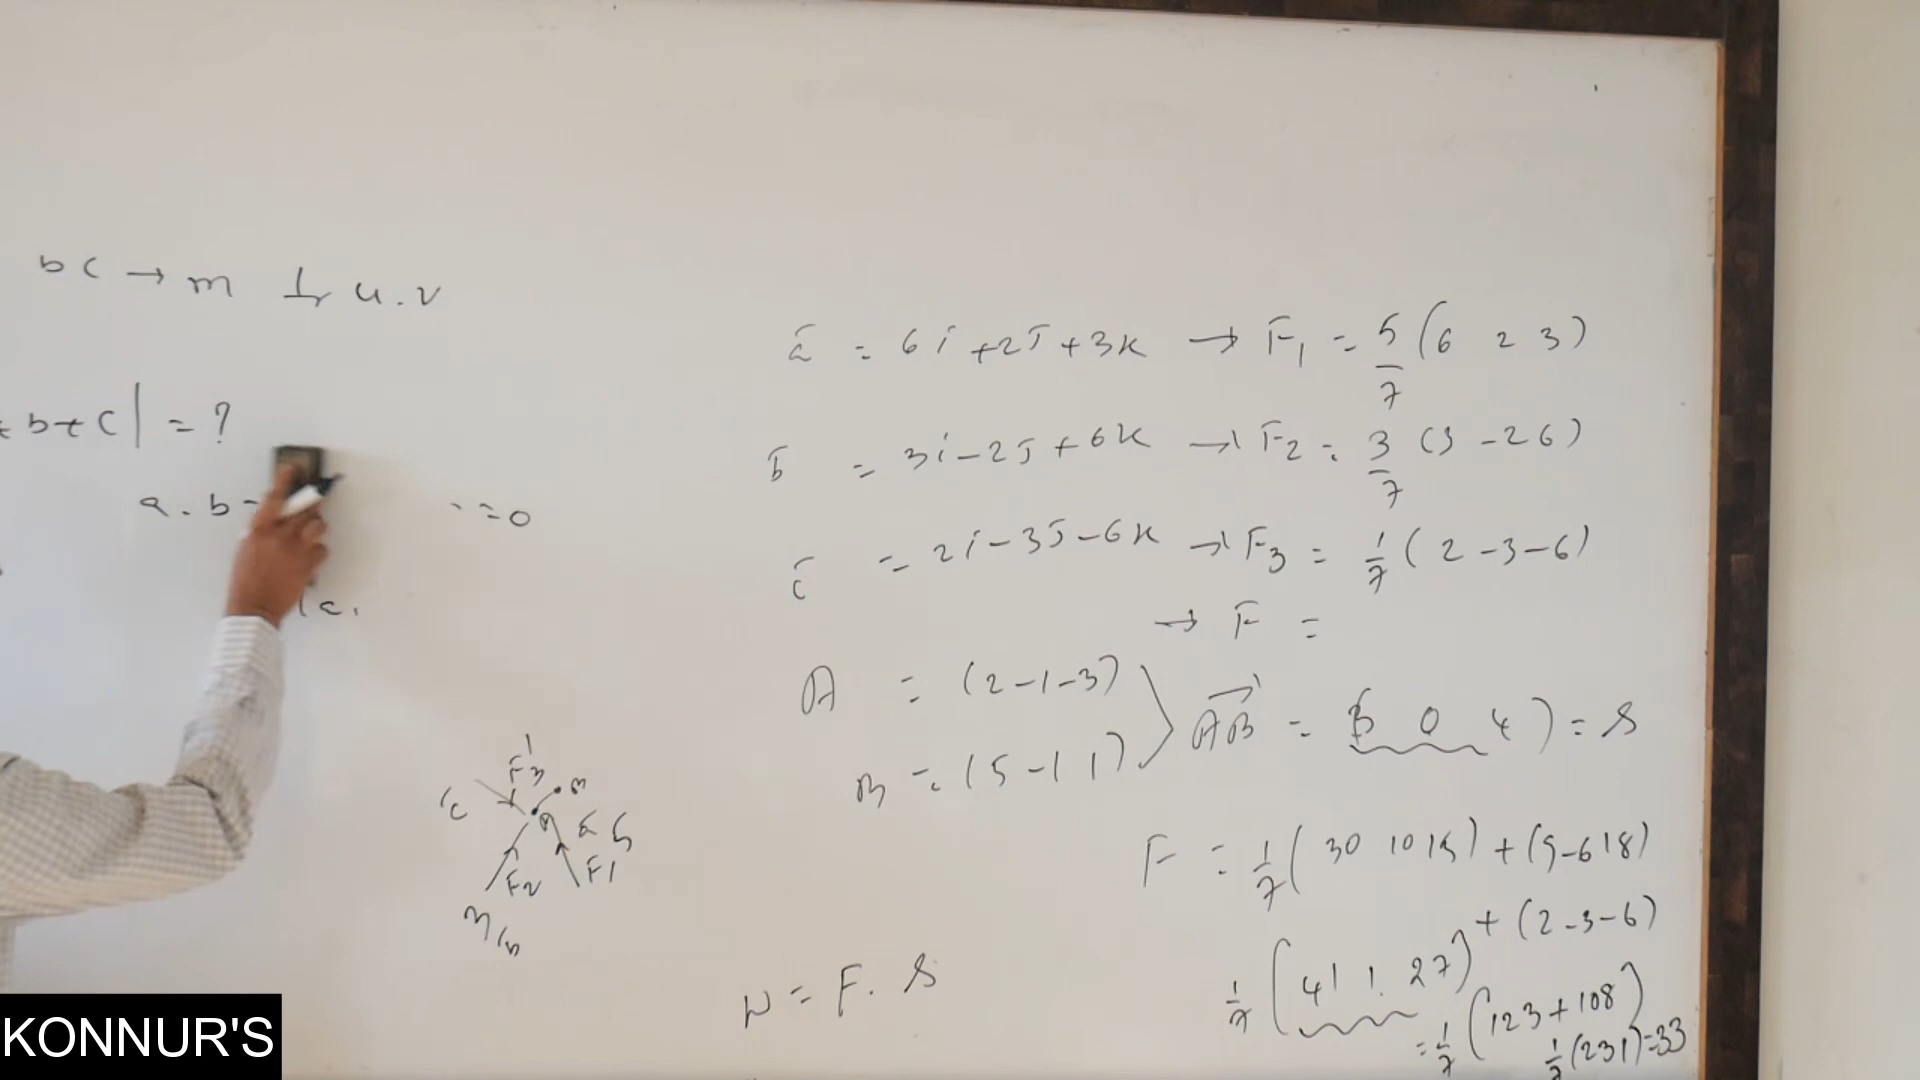 bc → m ⊥r u.v
+ b + c| = ?
a . b = = 0
ā = 6i + 2j + 3k → F1 = 5/7 (6 2 3)
b̄ = 3i - 2j + 6k → F2 = 3/7 (3 -2 6)
c̄ = 2i - 3j - 6k → F3 = 1/7 (2 -3 -6)
→ F =
A = (2 -1 -3)
B = (5 -1 1)
AB = (3 0 4) = s
F3
F2
F1
F = 1/7 (30 10 15) + (9 -6 18)
+ (2 -3 -6)
1/7 (41 1 27)
W = F . s
= 1/7 (123 + 108)
1/7 (231) = 33
KONNUR'S